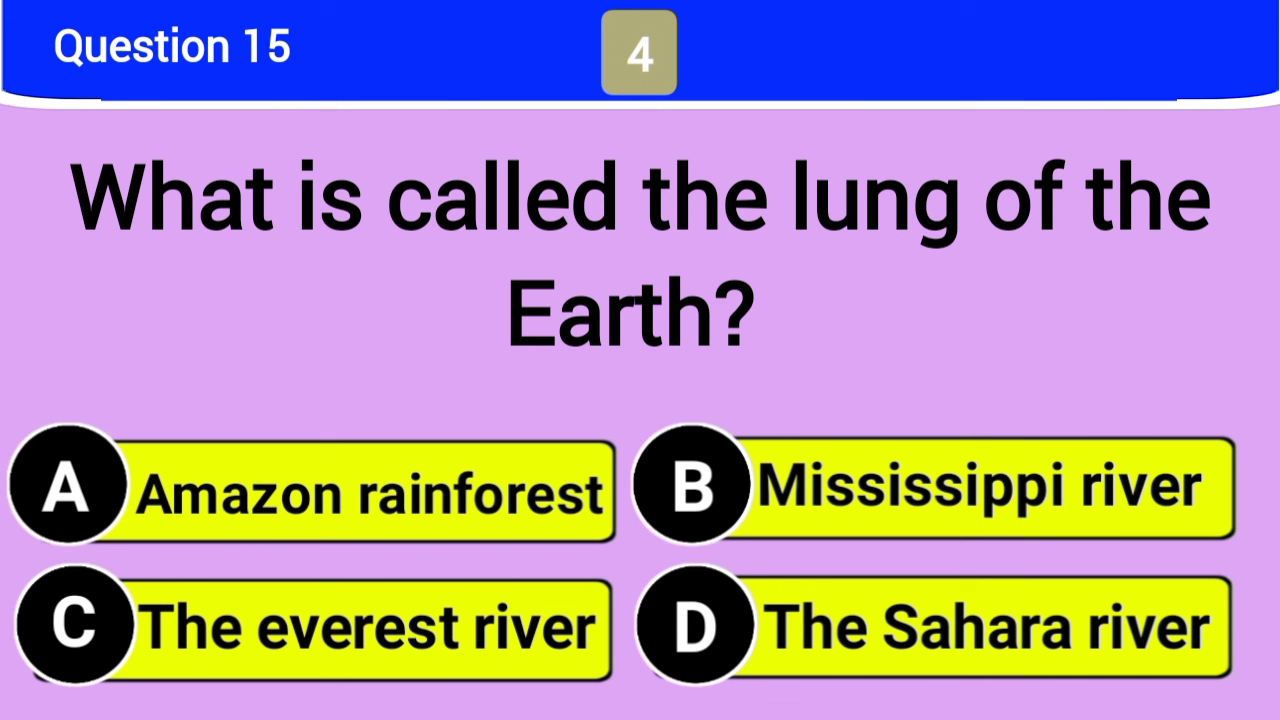 Question 15
4
What is called the lung of the
Earth?
A Amazon rainforest
B Mississippi river
C The everest river
D The Sahara river